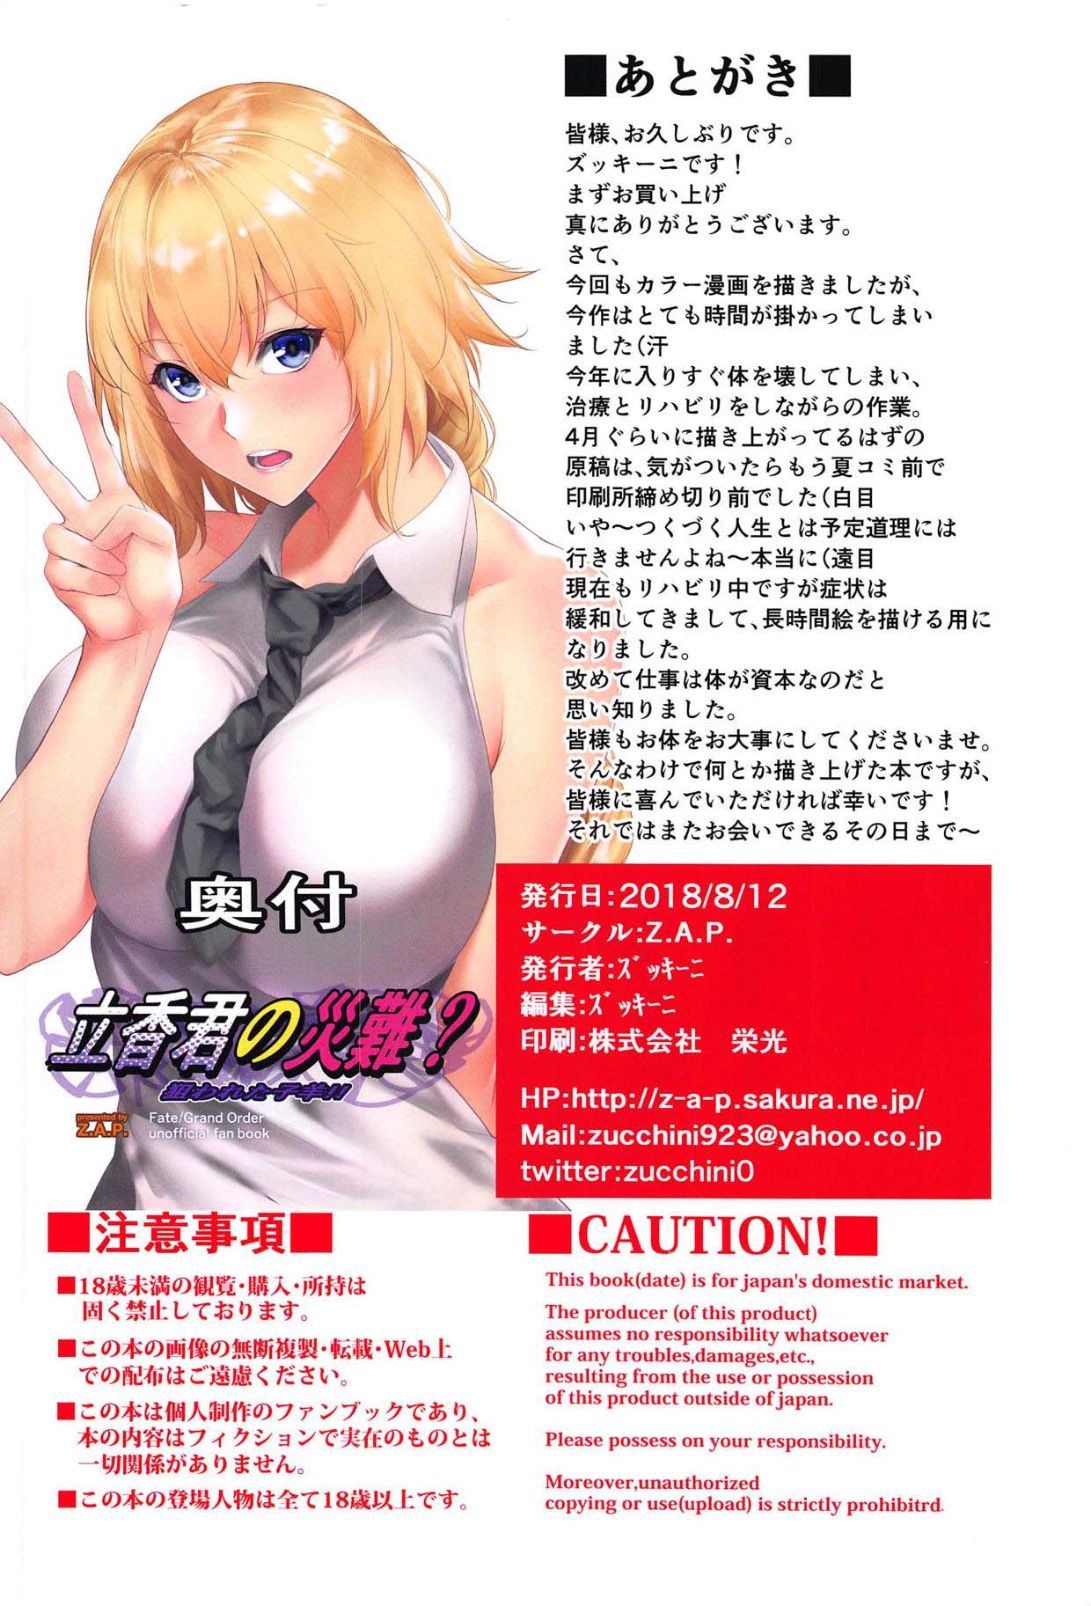 ■あとがき■
皆様、お久しぶりです。
ズッキーニです！
まずお買い上げ
真にありがとうございます。
さて、
今回もカラー漫画を描きましたが、
今作はとても時間が掛かってしまい
ました(汗
今年に入りすぐ体を壊してしまい、
治療とリハビリをしながらの作業。
4月ぐらいに描き上がってるはずの
原稿は、気がついたらもう夏コミ前で
印刷所締め切り前でした(白目
いや～つくづく人生とは予定道理には
行きませんよね～本当に(遠目
現在もリハビリ中ですが症状は
緩和してきまして、長時間絵を描ける用に
なりました。
改めて仕事は体が資本なのだと
思い知りました。
皆様もお体をお大事にしてくださいませ。
そんなわけで何とか描き上げた本ですが、
皆様に喜んでいただければ幸いです！
それではまたお会いできるその日まで～
奥付
立香君の災難？
狙われた子羊!!
presented by
Z.A.P.
Fate/Grand Order
unofficial fan book
発行日:2018/8/12
サークル:Z.A.P.
発行者:ズッキーニ
編集:ズッキーニ
印刷:株式会社　栄光
HP:http://z-a-p.sakura.ne.jp/
Mail:zucchini923@yahoo.co.jp
twitter:zucchini0
■注意事項■
■18歳未満の観覧・購入・所持は
固く禁止しております。
■この本の画像の無断複製・転載・Web上
での配布はご遠慮ください。
■この本は個人制作のファンブックであり、
本の内容はフィクションで実在のものとは
一切関係がありません。
■この本の登場人物は全て18歳以上です。
■CAUTION!■
This book(date) is for japan's domestic market.
The producer (of this product)
assumes no responsibility whatsoever
for any troubles,damages,etc.,
resulting from the use or possession
of this product outside of japan.
Please possess on your responsibility.
Moreover,unauthorized
copying or use(upload) is strictly prohibitrd.